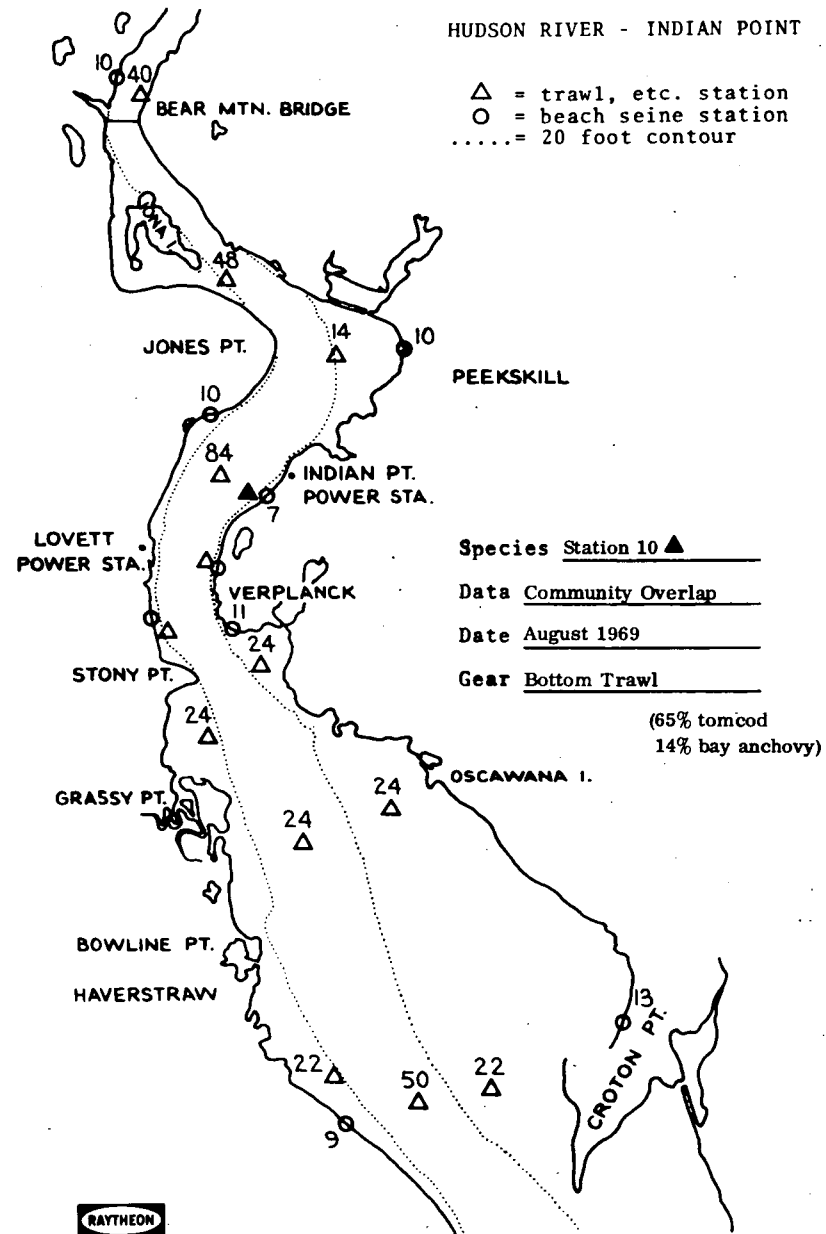 HUDSON RIVER - INDIAN POINT
△ = trawl, etc. station
○ = beach seine station
.....= 20 foot contour
10
40
BEAR MTN. BRIDGE
IONA I.
48
JONES PT.
14
10
PEEKSKILL
10
84
INDIAN PT.
POWER STA.
7
LOVETT
POWER STA.
VERPLANCK
11
24
STONY PT.
24
Species Station 10 ▲
Data Community Overlap
Date August 1969
Gear Bottom Trawl
(65% tomcod
14% bay anchovy)
OSCAWANA I.
GRASSY PT.
24
24
BOWLINE PT.
HAVERSTRAW
13
CROTON PT.
22
50
22
9
RAYTHEON